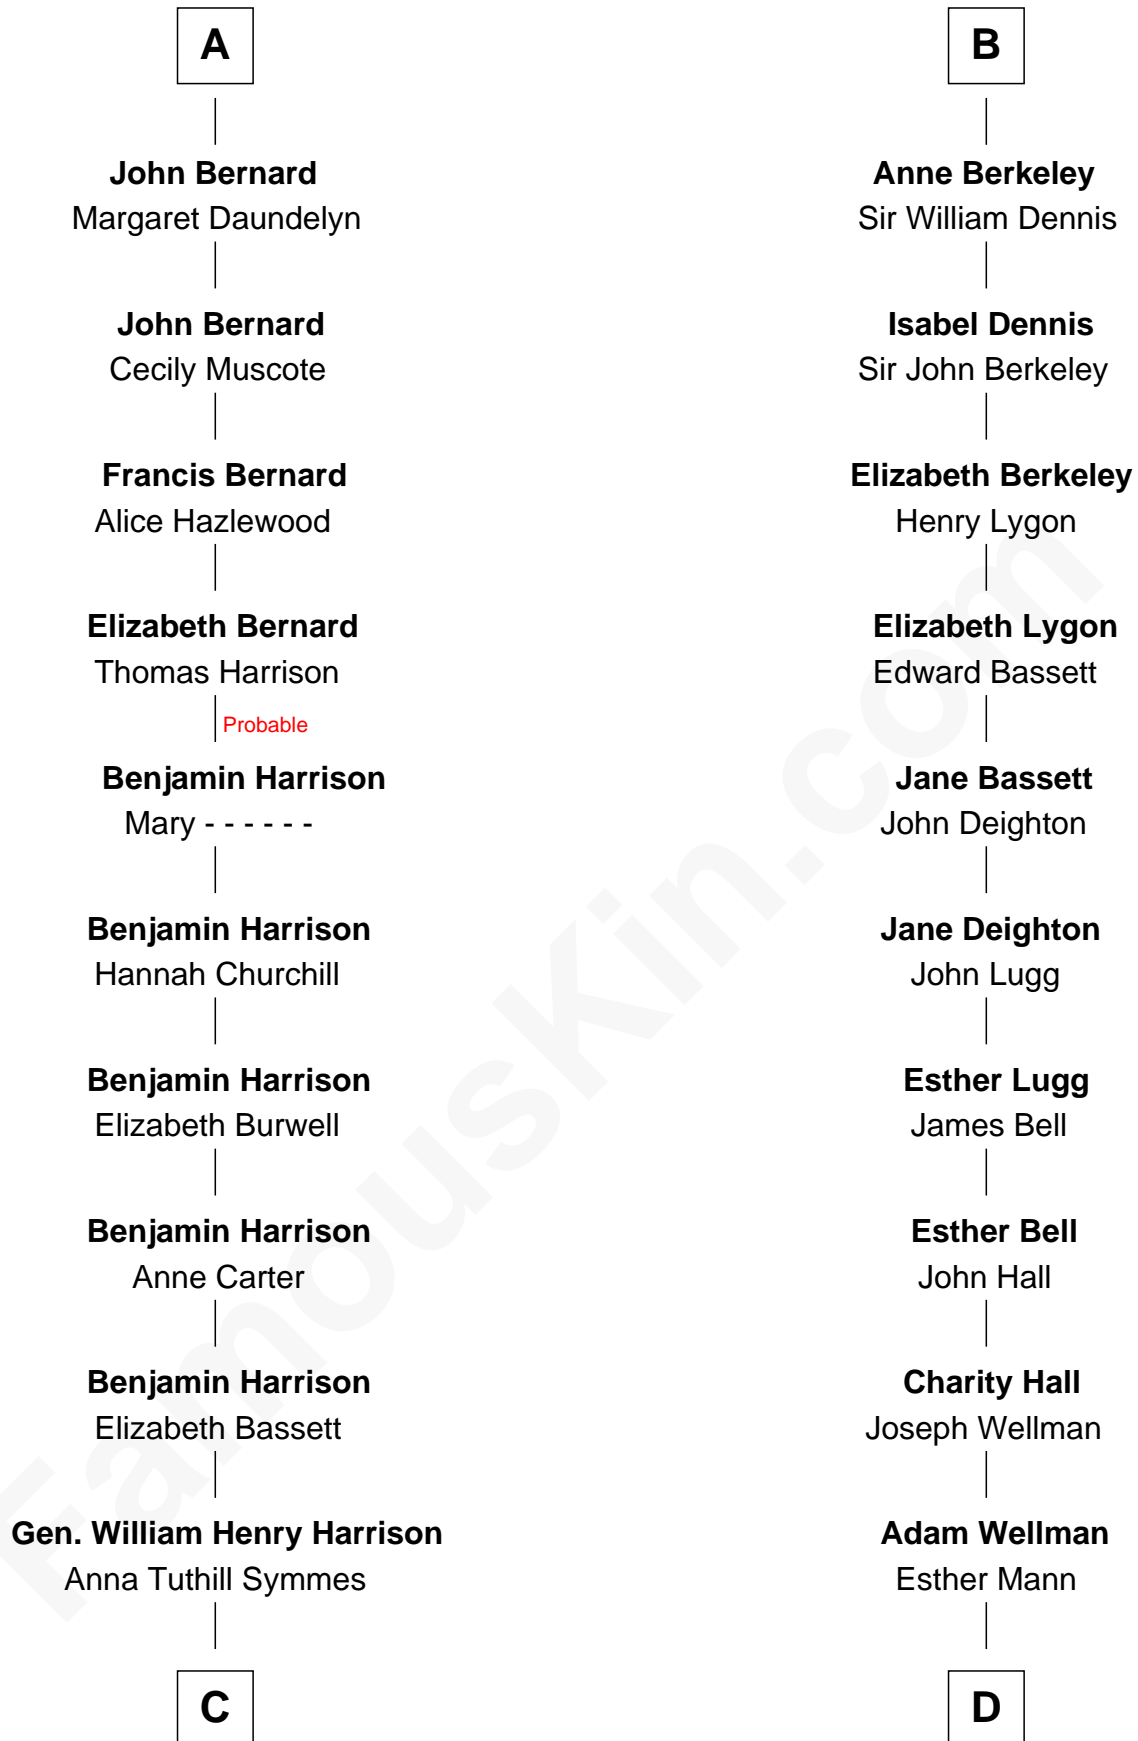 A
John Bernard
Margaret Daundelyn
John Bernard
Cecily Muscote
Francis Bernard
Alice Hazlewood
Elizabeth Bernard
Thomas Harrison
Probable
Benjamin Harrison
Mary - - - - - -
Benjamin Harrison
Hannah Churchill
Benjamin Harrison
Elizabeth Burwell
Benjamin Harrison
Anne Carter
Benjamin Harrison
Elizabeth Bassett
Gen. William Henry Harrison
Anna Tuthill Symmes
C
B
Anne Berkeley
Sir William Dennis
Isabel Dennis
Sir John Berkeley
Elizabeth Berkeley
Henry Lygon
Elizabeth Lygon
Edward Bassett
Jane Bassett
John Deighton
Jane Deighton
John Lugg
Esther Lugg
James Bell
Esther Bell
John Hall
Charity Hall
Joseph Wellman
Adam Wellman
Esther Mann
D
FamousKin.com